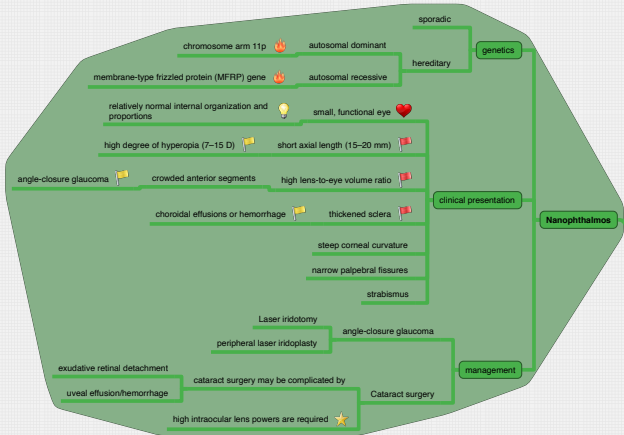 sporadic
genetics
chromosome arm 11p
autosomal dominant
hereditary
membrane-type frizzled protein (MFRP) gene
autosomal recessive
relatively normal internal organization and
proportions
small, functional eye
high degree of hyperopia (7–15 D)
short axial length (15–20 mm)
angle-closure glaucoma
crowded anterior segments
high lens-to-eye volume ratio
clinical presentation
choroidal effusions or hemorrhage
thickened sclera
Nanophthalmos
steep corneal curvature
narrow palpebral fissures
strabismus
Laser iridotomy
angle-closure glaucoma
peripheral laser iridoplasty
management
exudative retinal detachment
cataract surgery may be complicated by
uveal effusion/hemorrhage
Cataract surgery
high intraocular lens powers are required